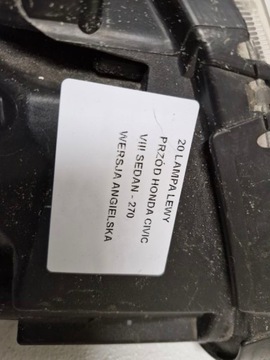 20 LAMPA LEWY
PRZÓD HONDA CIVIC
VIII SEDAN - 270
WERSJA ANGIELSKA